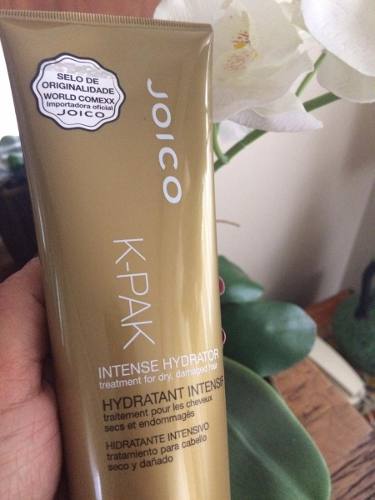 SELO DE
ORIGINALIDADE
WORLD COMEXX
importadora oficial
JOICO
JOICO
K-PAK
INTENSE HYDRATOR
treatment for dry, damaged hair
HYDRATANT INTENSIF
traitement pour les cheveux
secs et endommagés
HIDRATANTE INTENSIVO
tratamiento para cabello
seco y dañado